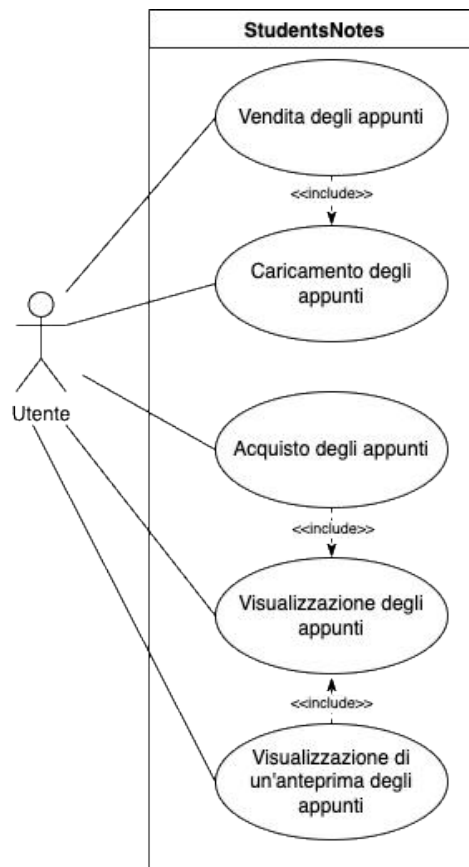 StudentsNotes
Vendita degli appunti
<<include>>
Caricamento degli
appunti
Utente
Acquisto degli appunti
<<include>>
Visualizzazione degli
appunti
<<include>>
Visualizzazione di
un'anteprima degli
appunti